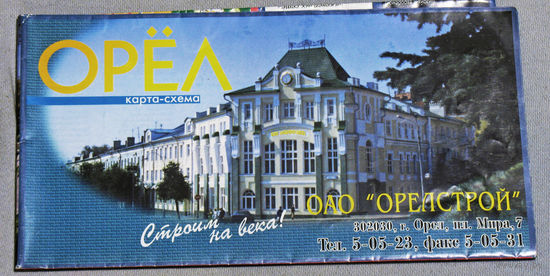 ОРЁЛ
карта-схема
ОАО "ОРЕЛСТРОЙ"
Строим на века!
302030, г. Орел, пл. Мира, 7
Тел. 5-05-23, факс 5-05-31